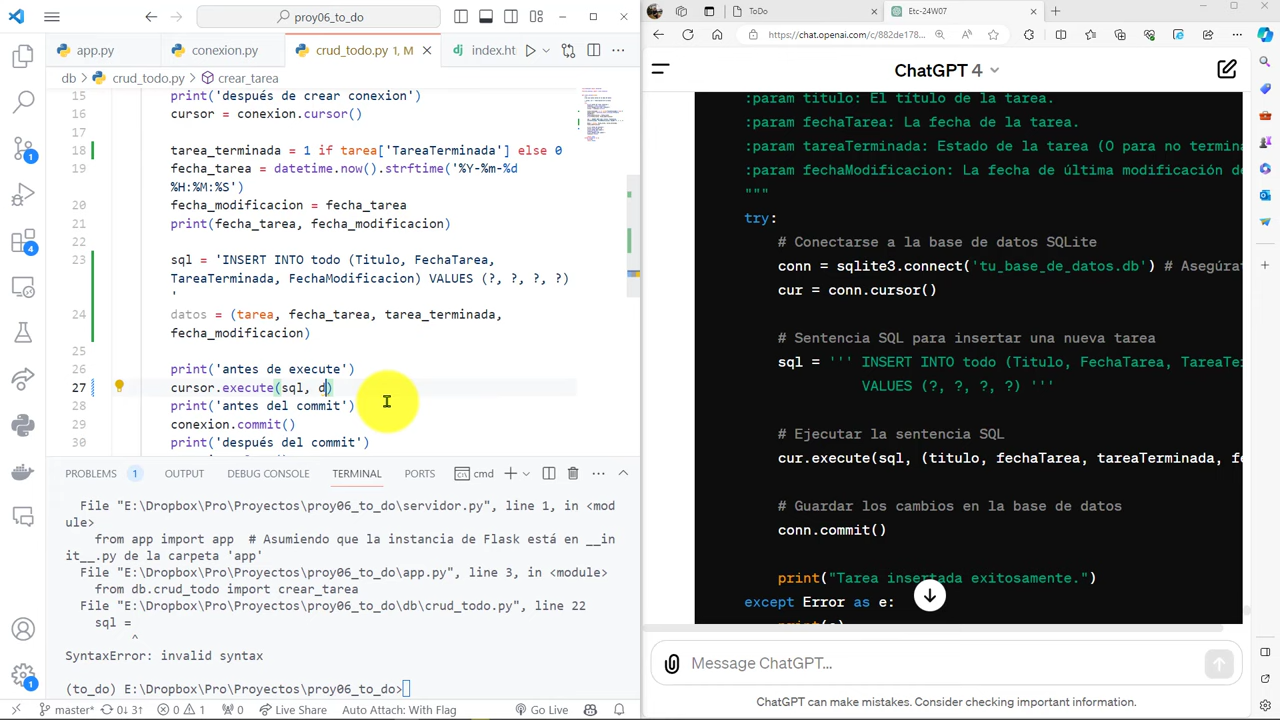 proy06_to_do
app.py
conexion.py
crud_todo.py 1, M
index.ht
db > crud_todo.py > crear_tarea
15 print('después de crear conexion')
16 cursor = conexion.cursor()
17
18 tarea_terminada = 1 if tarea['TareaTerminada'] else 0
19 fecha_tarea = datetime.now().strftime('%Y-%m-%d
%H:%M:%S')
20 fecha_modificacion = fecha_tarea
21 print(fecha_tarea, fecha_modificacion)
22
23 sql = 'INSERT INTO todo (Titulo, FechaTarea,
TareaTerminada, FechaModificacion) VALUES (?, ?, ?, ?)
'
24 datos = (tarea, fecha_tarea, tarea_terminada,
fecha_modificacion)
25
26 print('antes de execute')
27 cursor.execute(sql, d)
28 print('antes del commit')
29 conexion.commit()
30 print('después del commit')
PROBLEMS 1 OUTPUT DEBUG CONSOLE TERMINAL PORTS cmd
File "E:\Dropbox\Pro\Proyectos\proy06_to_do\servidor.py", line 1, in <mod
ule>
from app import app # Asumiendo que la instancia de Flask está en __in
it__.py de la carpeta 'app'
File "E:\Dropbox\Pro\Proyectos\proy06_to_do\app.py", line 3, in <module>
from db.crud_todo import crear_tarea
File "E:\Dropbox\Pro\Proyectos\proy06_to_do\db\crud_todo.py", line 22
sql =
^
SyntaxError: invalid syntax
(to_do) E:\Dropbox\Pro\Proyectos\proy06_to_do>
1
4
1
master* 0↓ 3↑ 0 1 0 Live Share Auto Attach: With Flag Go Live
ToDo
Etc-24W07
https://chat.openai.com/c/882de178...
ChatGPT 4
:param titulo: El título de la tarea.
:param fechaTarea: La fecha de la tarea.
:param tareaTerminada: Estado de la tarea (0 para no termina
:param fechaModificacion: La fecha de última modificación de
"""
try:
# Conectarse a la base de datos SQLite
conn = sqlite3.connect('tu_base_de_datos.db') # Asegúrat
cur = conn.cursor()
# Sentencia SQL para insertar una nueva tarea
sql = ''' INSERT INTO todo (Titulo, FechaTarea, TareaTer
VALUES (?, ?, ?, ?) '''
# Ejecutar la sentencia SQL
cur.execute(sql, (titulo, fechaTarea, tareaTerminada, fe
# Guardar los cambios en la base de datos
conn.commit()
print("Tarea insertada exitosamente.")
except Error as e:
print(e)
Message ChatGPT...
ChatGPT can make mistakes. Consider checking important information.